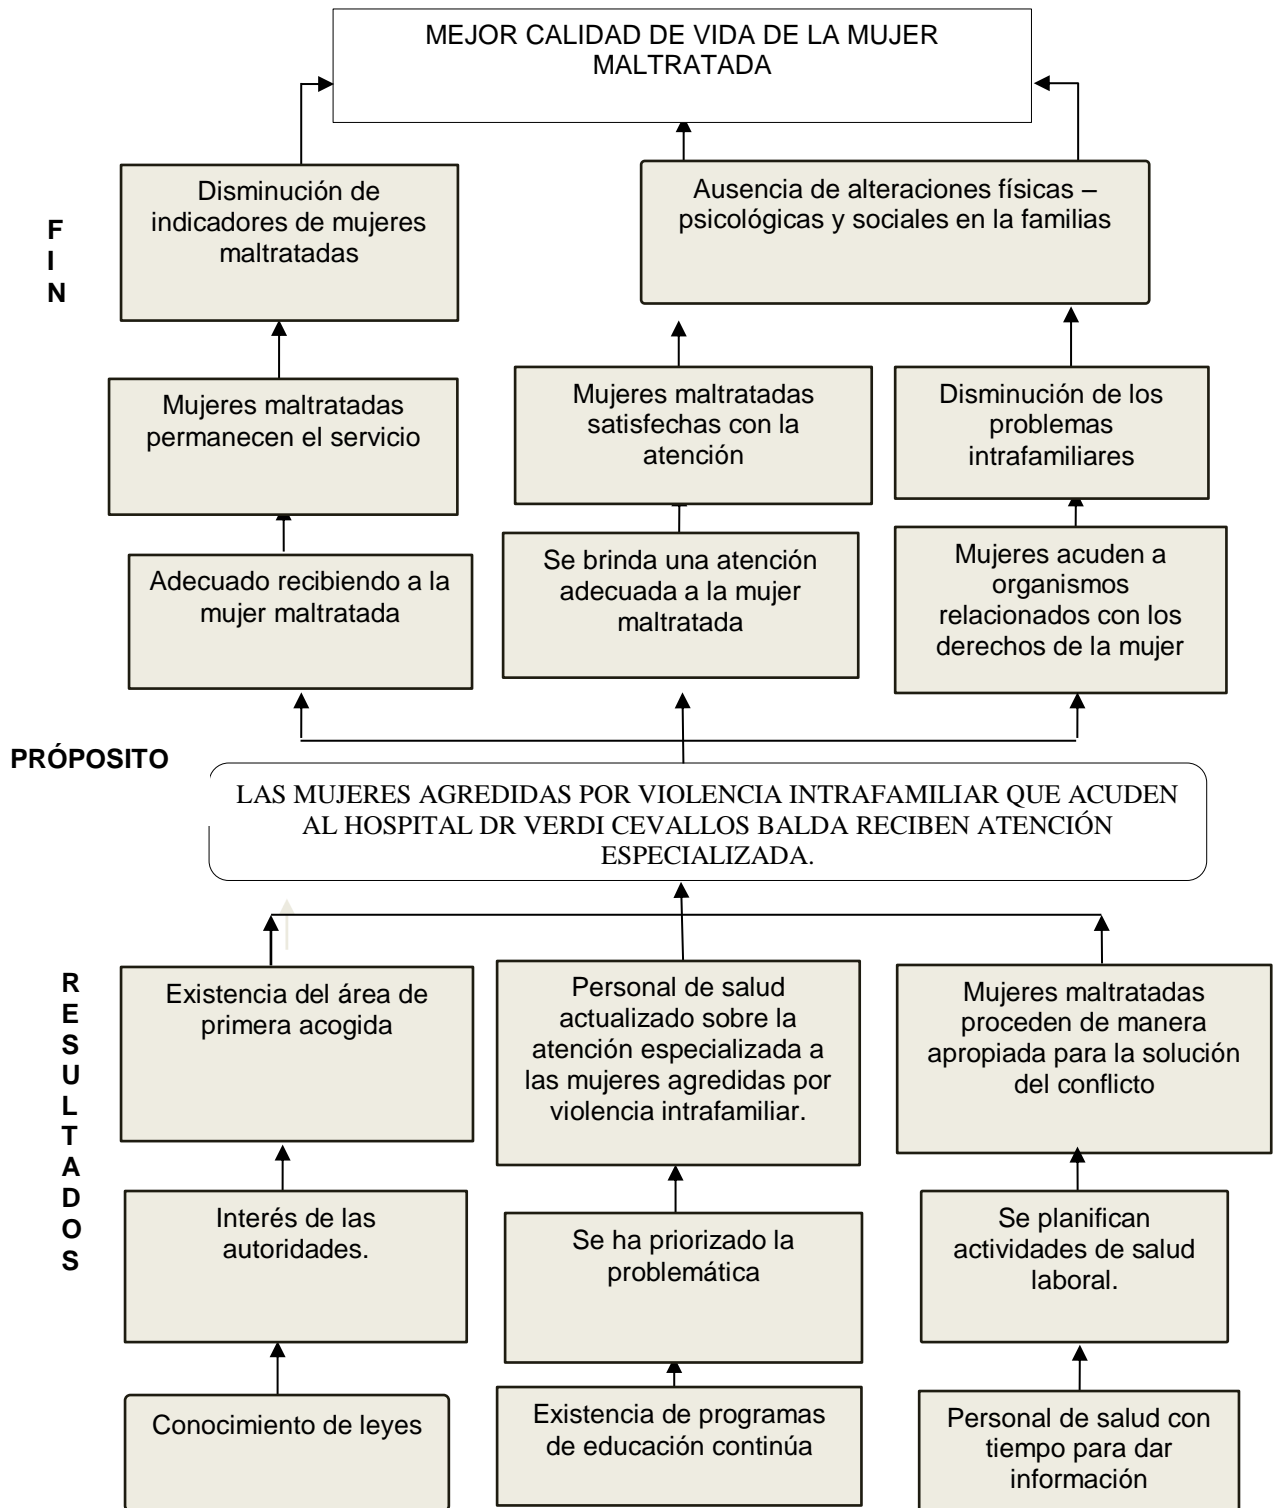 MEJOR CALIDAD DE VIDA DE LA MUJER
MALTRATADA
F
I
N
Disminución de
indicadores de mujeres
maltratadas
Ausencia de alteraciones físicas –
psicológicas y sociales en la familias
Mujeres maltratadas
permanecen el servicio
Mujeres maltratadas
satisfechas con la
atención
Disminución de los
problemas
intrafamiliares
Adecuado recibiendo a la
mujer maltratada
Se brinda una atención
adecuada a la mujer
maltratada
Mujeres acuden a
organismos
relacionados con los
derechos de la mujer
PRÓPOSITO
LAS MUJERES AGREDIDAS POR VIOLENCIA INTRAFAMILIAR QUE ACUDEN
AL HOSPITAL DR VERDI CEVALLOS BALDA RECIBEN ATENCIÓN
ESPECIALIZADA.
R
E
S
U
L
T
A
D
O
S
Existencia del área de
primera acogida
Personal de salud
actualizado sobre la
atención especializada a
las mujeres agredidas por
violencia intrafamiliar.
Mujeres maltratadas
proceden de manera
apropiada para la solución
del conflicto
Interés de las
autoridades.
Se ha priorizado la
problemática
Se planifican
actividades de salud
laboral.
Conocimiento de leyes
Existencia de programas
de educación continúa
Personal de salud con
tiempo para dar
información